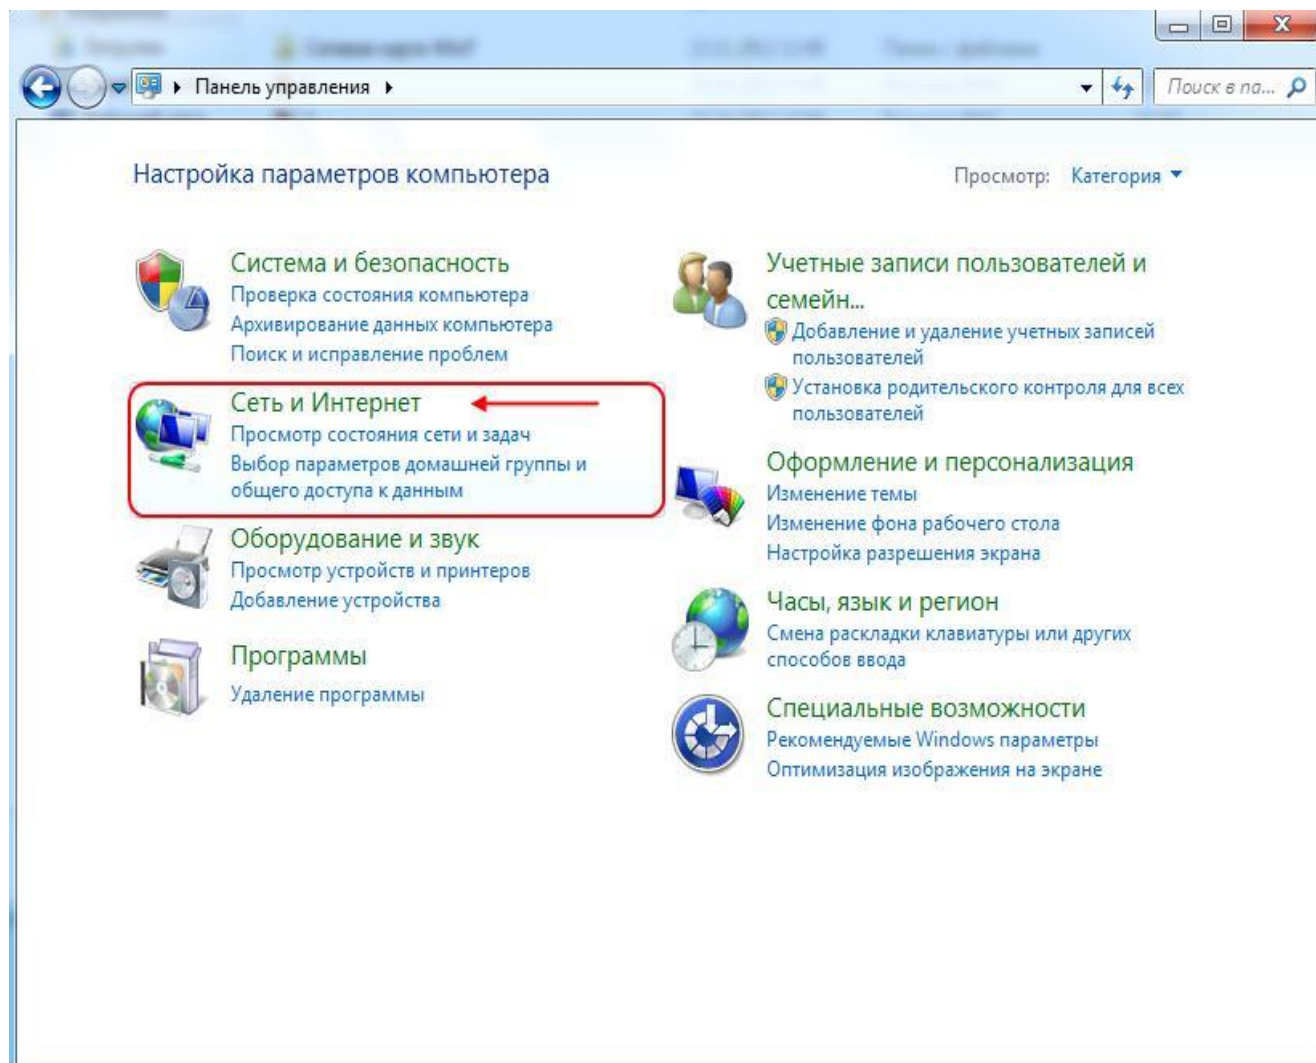 Панель управления
Поиск в па...
Настройка параметров компьютера
Просмотр: Категория
Система и безопасность
Проверка состояния компьютера
Архивирование данных компьютера
Поиск и исправление проблем
Сеть и Интернет
Просмотр состояния сети и задач
Выбор параметров домашней группы и
общего доступа к данным
Оборудование и звук
Просмотр устройств и принтеров
Добавление устройства
Программы
Удаление программы
Учетные записи пользователей и
семейн...
Добавление и удаление учетных записей
пользователей
Установка родительского контроля для всех
пользователей
Оформление и персонализация
Изменение темы
Изменение фона рабочего стола
Настройка разрешения экрана
Часы, язык и регион
Смена раскладки клавиатуры или других
способов ввода
Специальные возможности
Рекомендуемые Windows параметры
Оптимизация изображения на экране